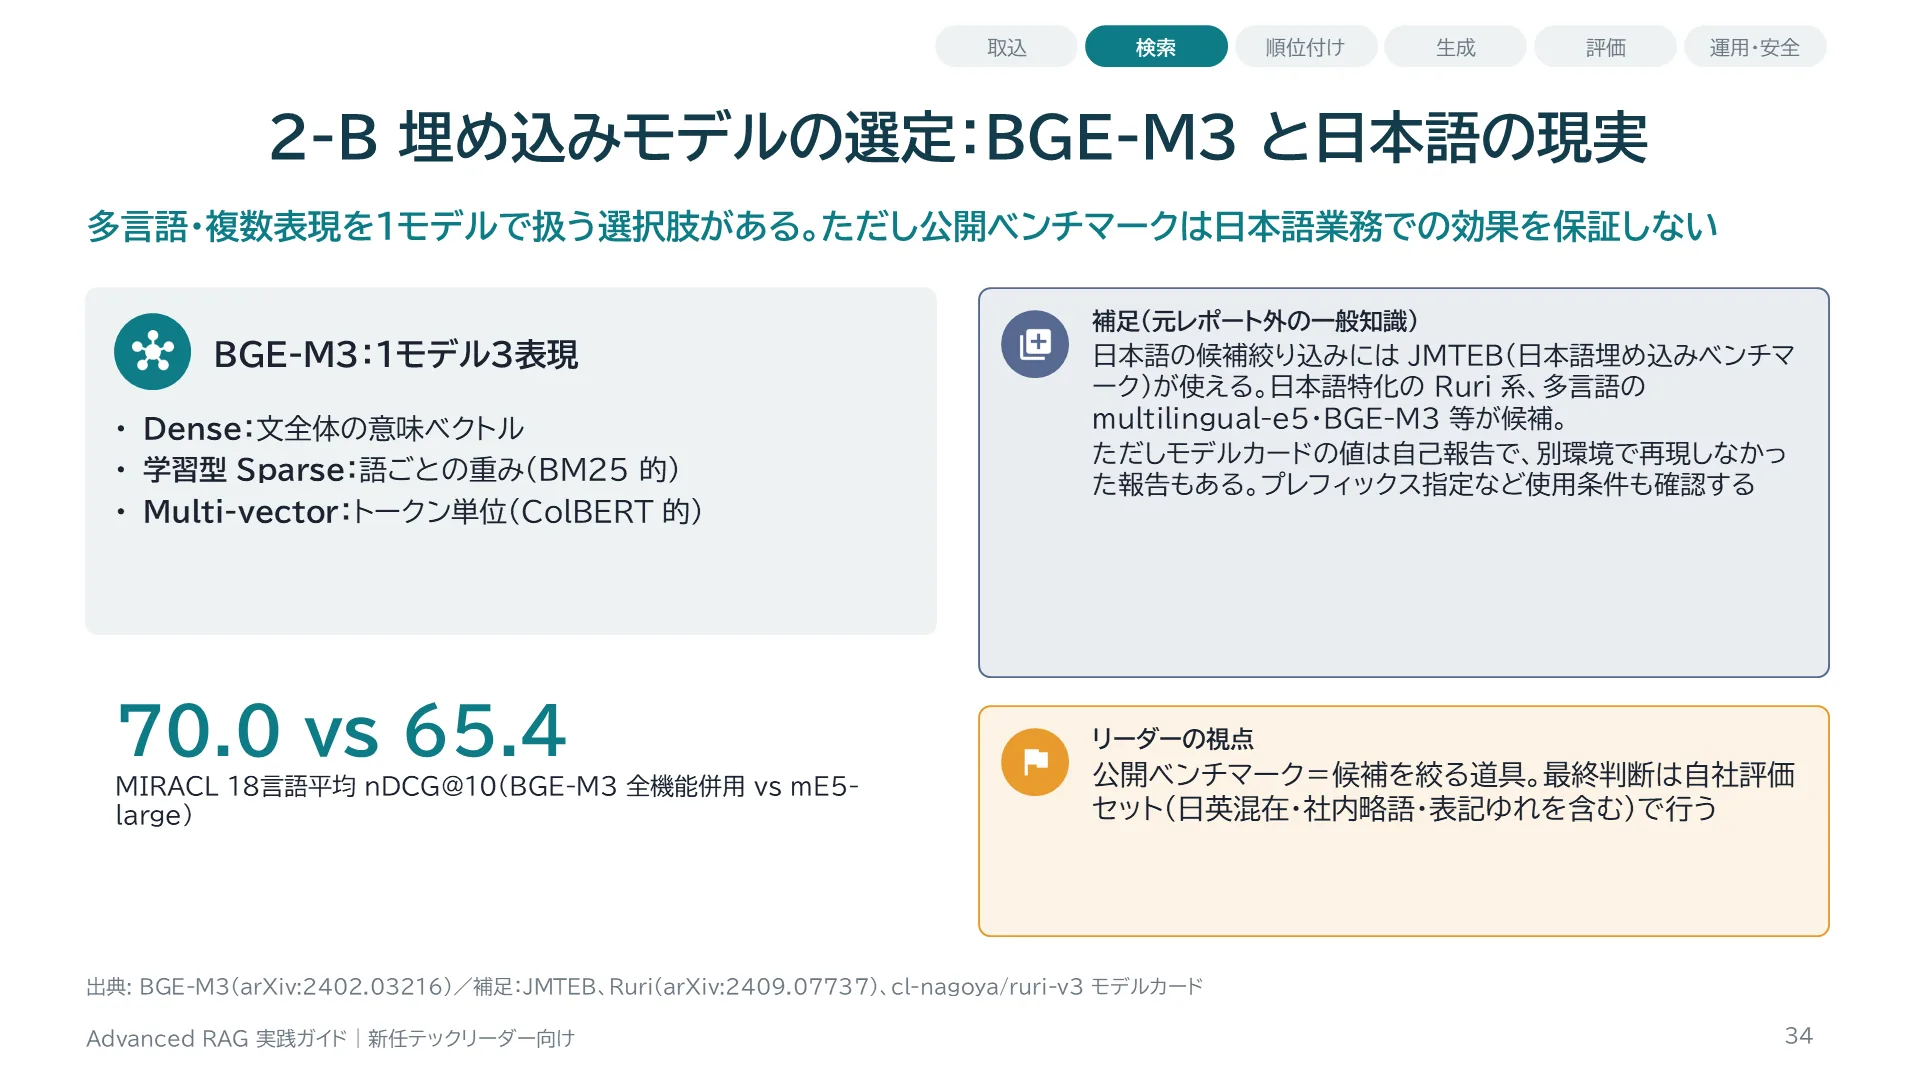 取込
検索
順位付け
生成
評価
運用・安全
2-B 埋め込みモデルの選定：BGE-M3 と日本語の現実
多言語・複数表現を1モデルで扱う選択肢がある。ただし公開ベンチマークは日本語業務での効果を保証しない
BGE-M3：1モデル3表現
• Dense：文全体の意味ベクトル
• 学習型 Sparse：語ごとの重み（BM25 的）
• Multi-vector：トークン単位（ColBERT 的）
70.0 vs 65.4
MIRACL 18言語平均 nDCG@10（BGE-M3 全機能併用 vs mE5-
large）
補足（元レポート外の一般知識）
日本語の候補絞り込みには JMTEB（日本語埋め込みベンチマ
ーク）が使える。日本語特化の Ruri 系、多言語の
multilingual-e5・BGE-M3 等が候補。
ただしモデルカードの値は自己報告で、別環境で再現しなかっ
た報告もある。プレフィックス指定など使用条件も確認する
リーダーの視点
公開ベンチマーク＝候補を絞る道具。最終判断は自社評価
セット（日英混在・社内略語・表記ゆれを含む）で行う
出典: BGE-M3（arXiv:2402.03216）／補足：JMTEB、Ruri（arXiv:2409.07737）、cl-nagoya/ruri-v3 モデルカード
Advanced RAG 実践ガイド｜新任テックリーダー向け
34